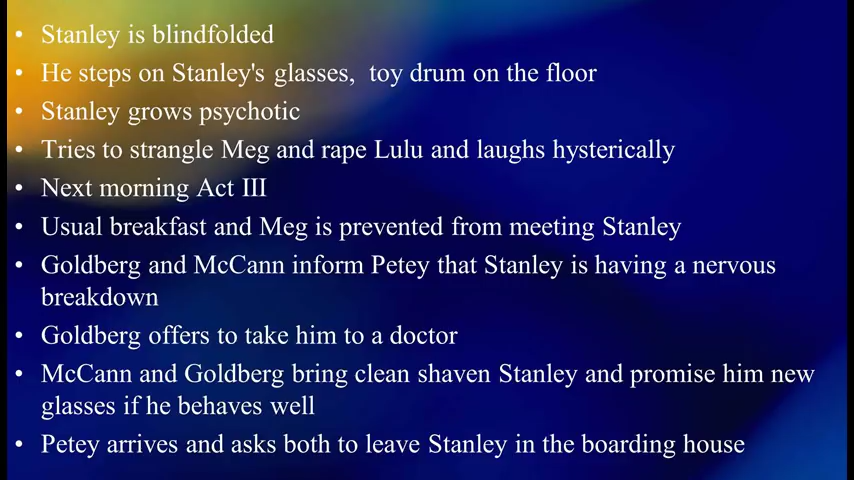 • Stanley is blindfolded
• He steps on Stanley's glasses,  toy drum on the floor
• Stanley grows psychotic
• Tries to strangle Meg and rape Lulu and laughs hysterically
• Next morning Act III
• Usual breakfast and Meg is prevented from meeting Stanley
• Goldberg and McCann inform Petey that Stanley is having a nervous
breakdown
• Goldberg offers to take him to a doctor
• McCann and Goldberg bring clean shaven Stanley and promise him new
glasses if he behaves well
• Petey arrives and asks both to leave Stanley in the boarding house